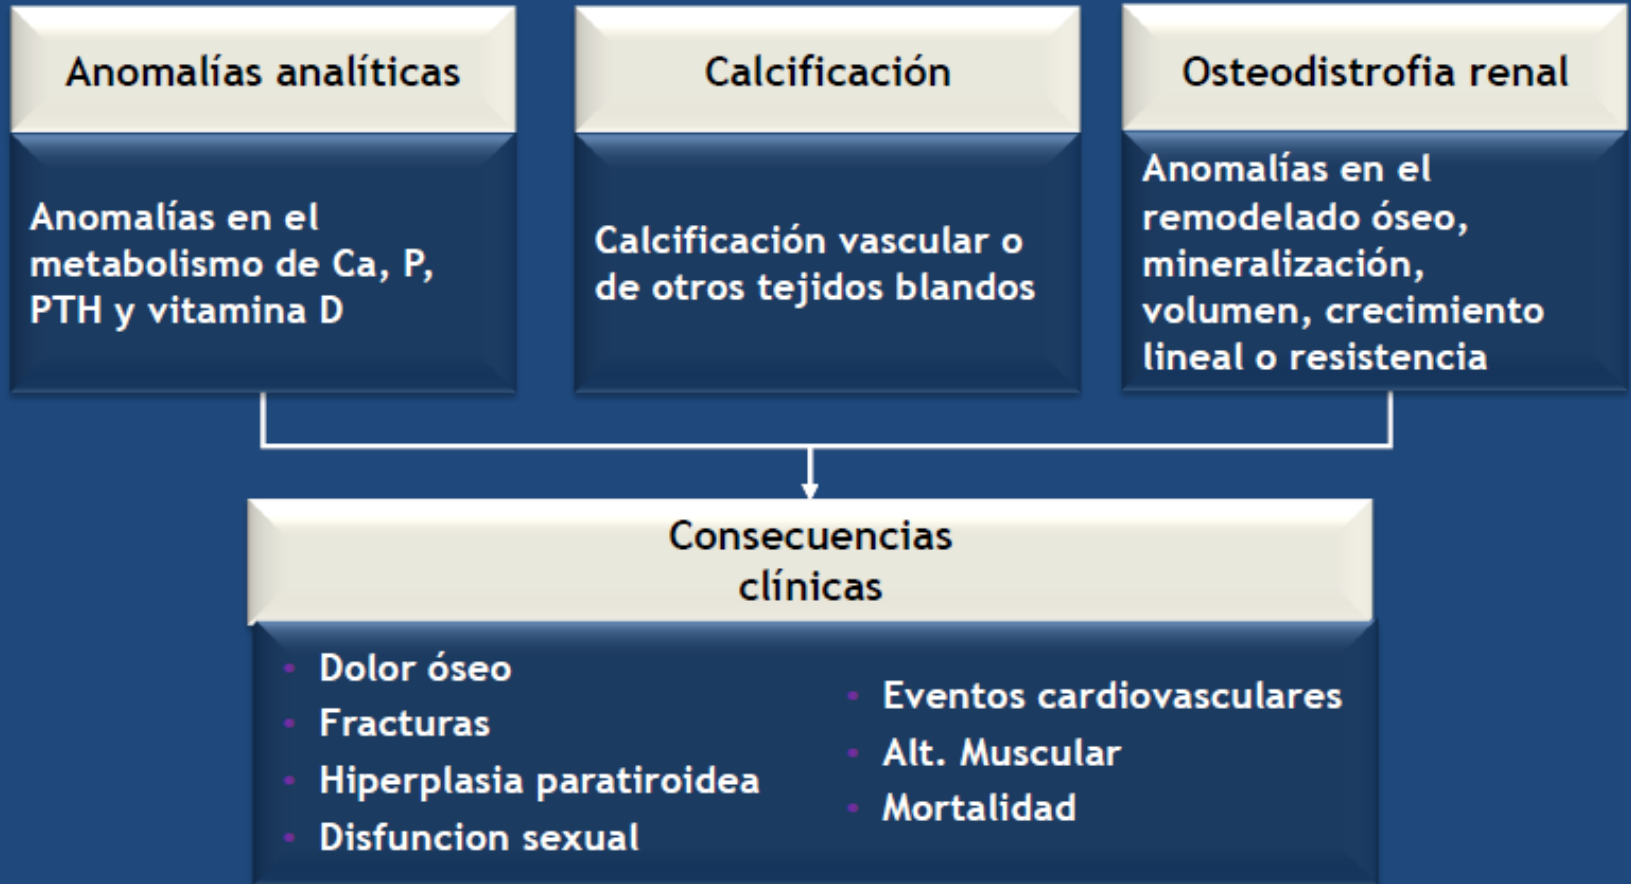 Anomalías analíticas
Anomalías en el
metabolismo de Ca, P,
PTH y vitamina D
Calcificación
Calcificación vascular o
de otros tejidos blandos
Osteodistrofia renal
Anomalías en el
remodelado óseo,
mineralización,
volumen, crecimiento
lineal o resistencia
Consecuencias
clínicas
• Dolor óseo
• Fracturas
• Hiperplasia paratiroidea
• Disfuncion sexual
• Eventos cardiovasculares
• Alt. Muscular
• Mortalidad